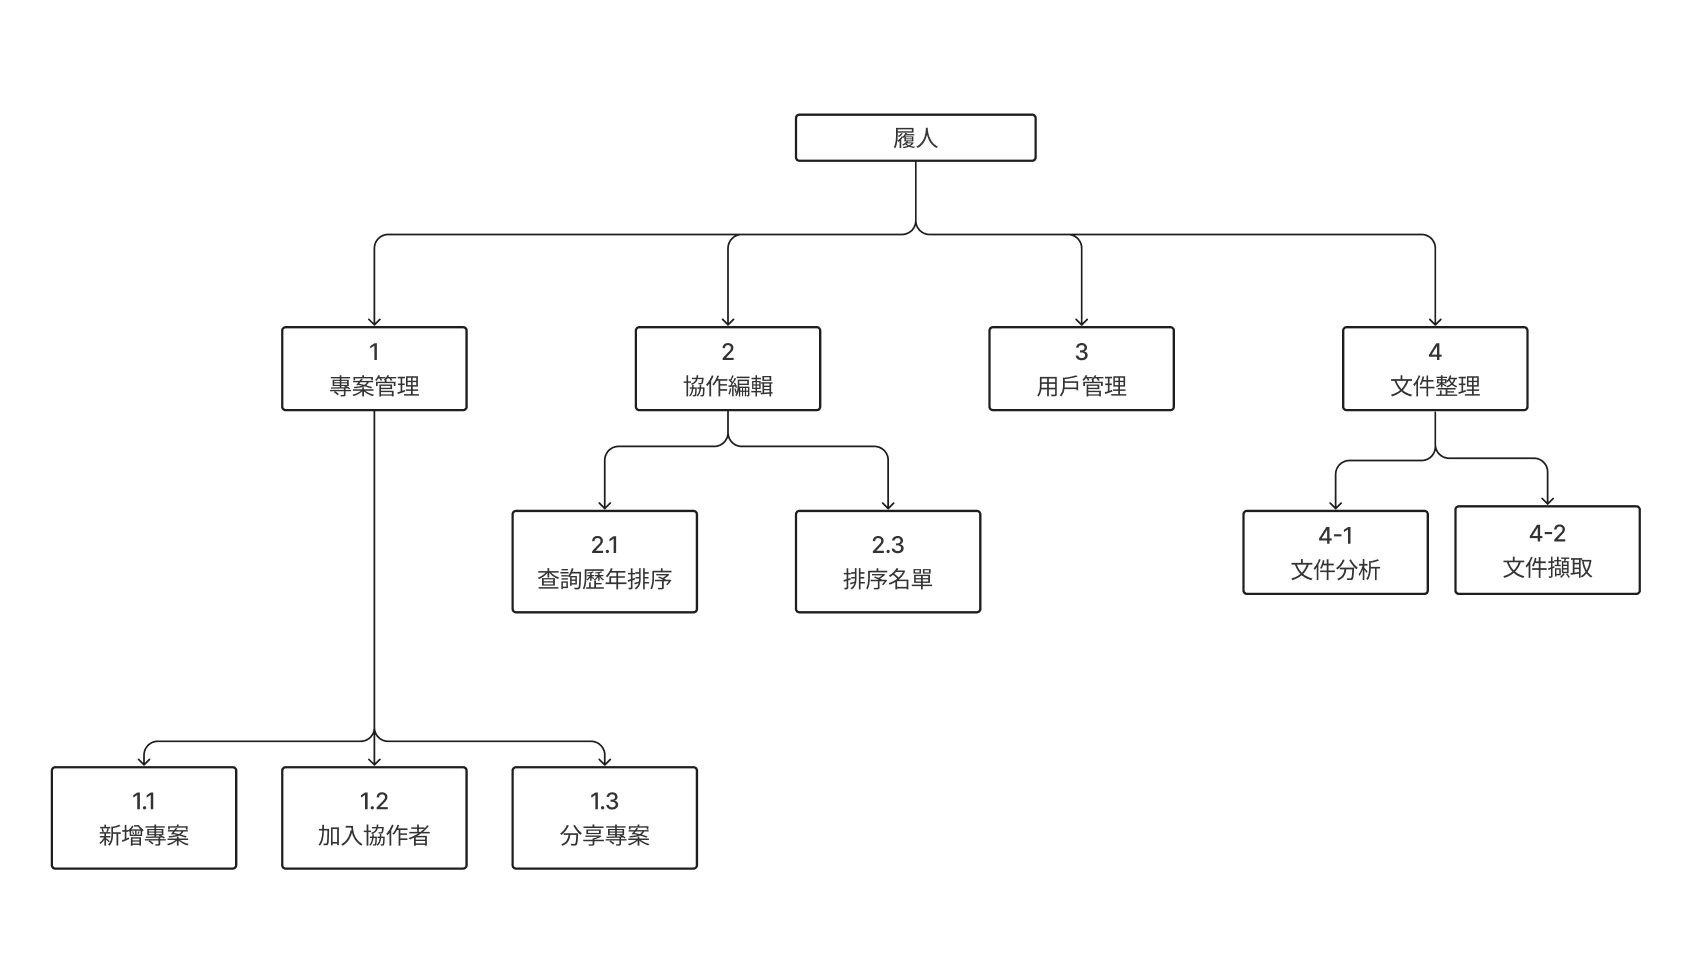 履人
1
專案管理
2
協作編輯
3
用戶管理
4
文件整理
2.1
查詢歷年排序
2.3
排序名單
4-1
文件分析
4-2
文件擷取
1.1
新增專案
1.2
加入協作者
1.3
分享專案